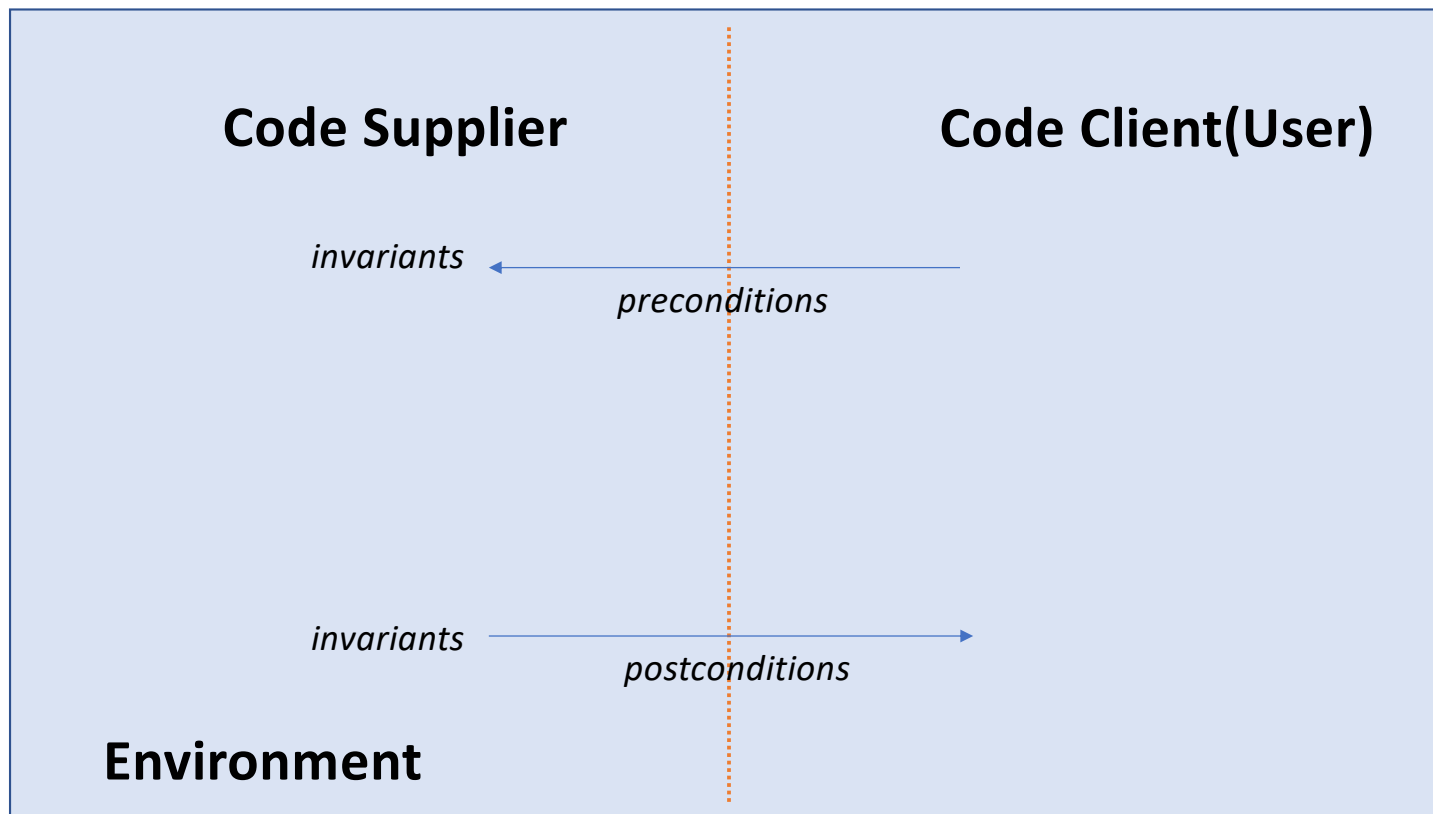 Code Supplier
Code Client(User)
invariants
preconditions
invariants
postconditions
Environment